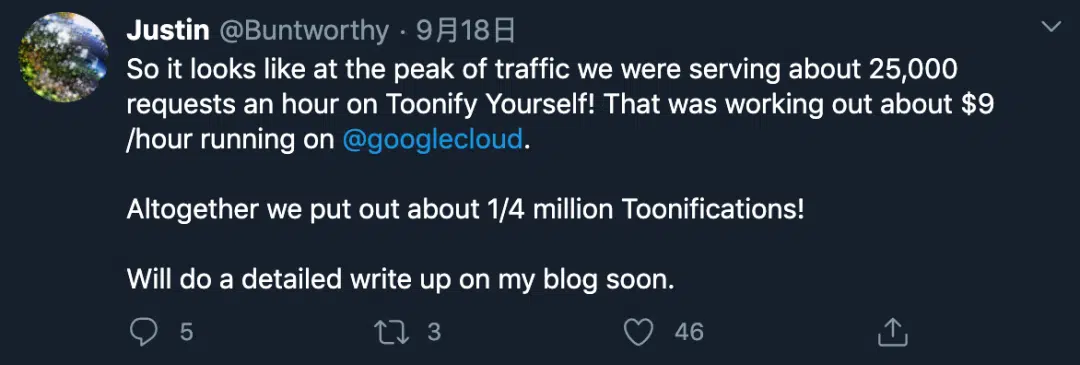 Justin @Buntworthy · 9月18日
So it looks like at the peak of traffic we were serving about 25,000
requests an hour on Toonify Yourself! That was working out about $9
/hour running on @googlecloud.
Altogether we put out about 1/4 million Toonifications!
Will do a detailed write up on my blog soon.
5 3 46